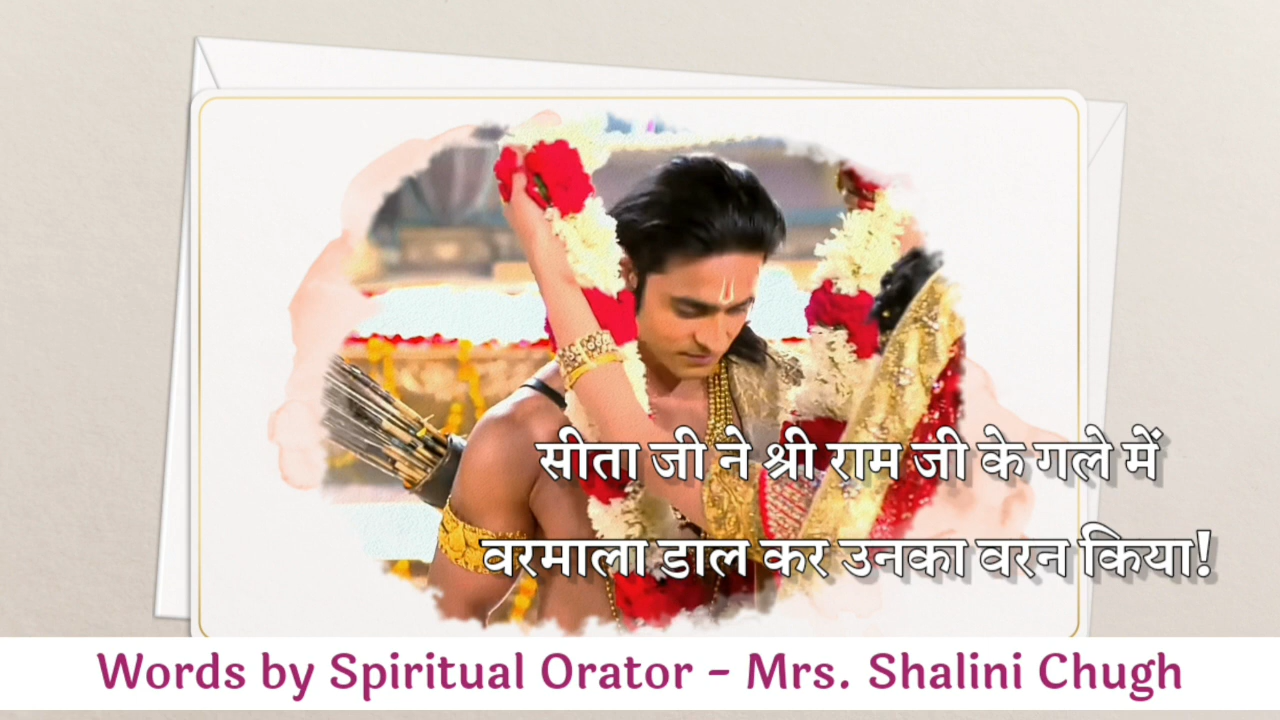 सीता जी ने श्री राम जी के गले में
वरमाला डाल कर उनका वरन किया!
Words by Spiritual Orator - Mrs. Shalini Chugh